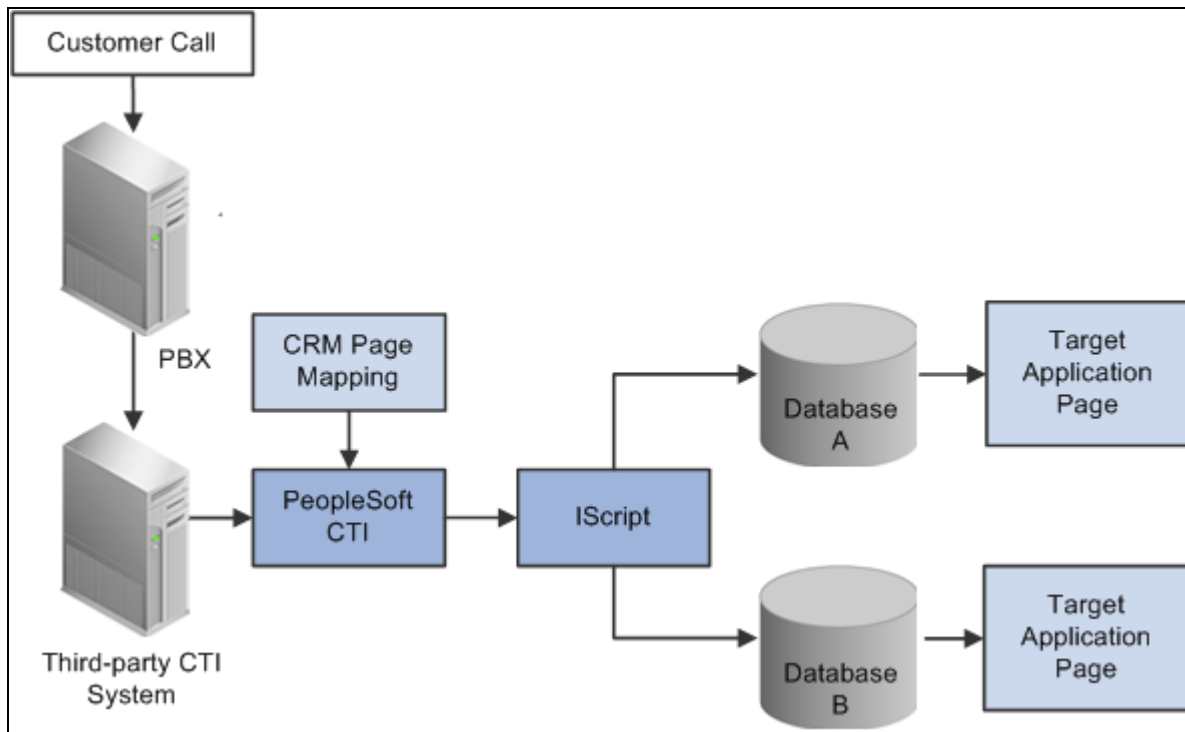 Customer Call
PBX
CRM Page
Mapping
Third-party CTI
System
PeopleSoft
CTI
IScript
Database
A
Target
Application
Page
Database
B
Target
Application
Page